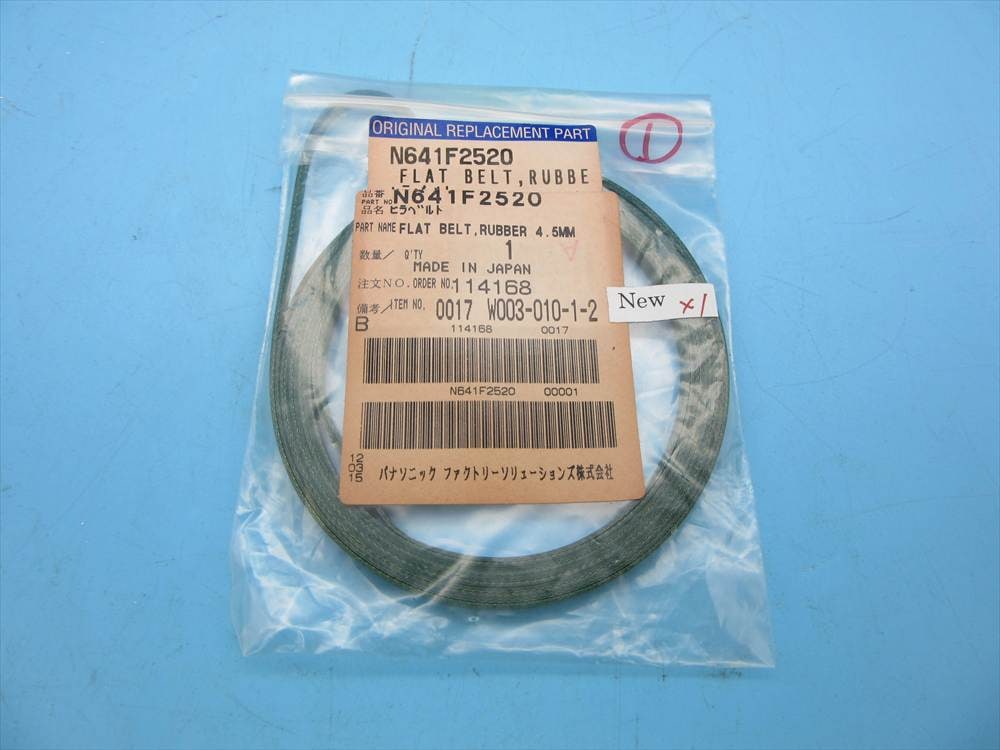 ORIGINAL REPLACEMENT PART
1
N641F2520
FLAT BELT,RUBBE
品番 PART NO N641F2520
品名 ヒラベルト
PART NAME FLAT BELT,RUBBER 4.5MM
数量/ Q'TY 1
A
MADE IN JAPAN
注文NO. ORDER NO. 114168
備考/ITEM NO. 0017 W003-010-1-2
New x1
B
114168 0017
N641F2520 00001
12
03
15
パナソニック ファクトリーソリューションズ株式会社